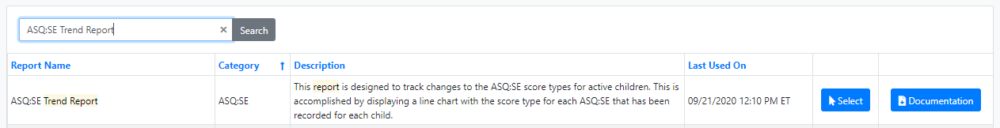 ASQ:SE Trend Report
Search
Report Name Category Description Last Used On
ASQ:SE Trend Report ASQ:SE This report is designed to track changes to the ASQ:SE score types for active children. This is
accomplished by displaying a line chart with the score type for each ASQ:SE that has been
recorded for each child.
09/21/2020 12:10 PM ET Select Documentation